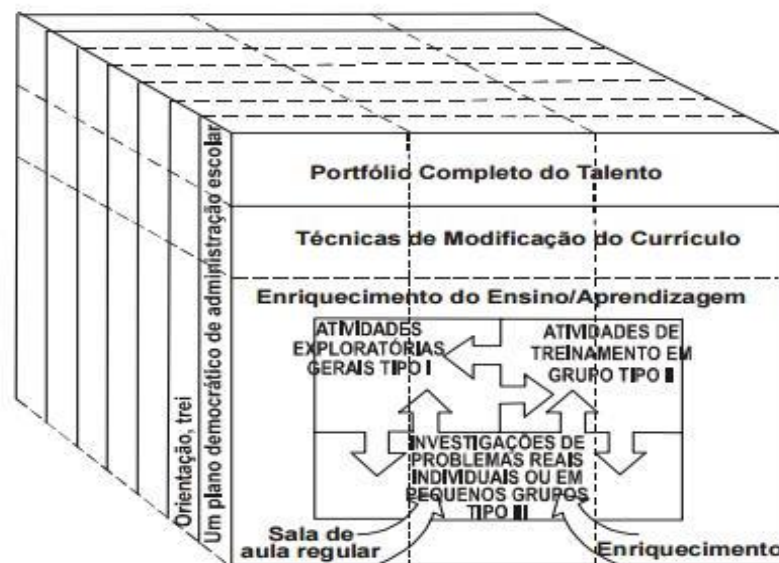 Portfólio Completo do Talento
Técnicas de Modificação do Currículo
Enriquecimento do Ensino/Aprendizagem
ATIVIDADES
EXPLORATÓRIAS
GERAIS TIPO I
ATIVIDADES DE
TREINAMENTO EM
GRUPO TIPO II
INVESTIGAÇÕES DE
PROBLEMAS REAIS
INDIVIDUAIS OU EM
PEQUENOS GRUPOS
TIPO III
Sala de
aula regular
Enriquecimento
Orientação, trei
Um plano democrático de administração escolar